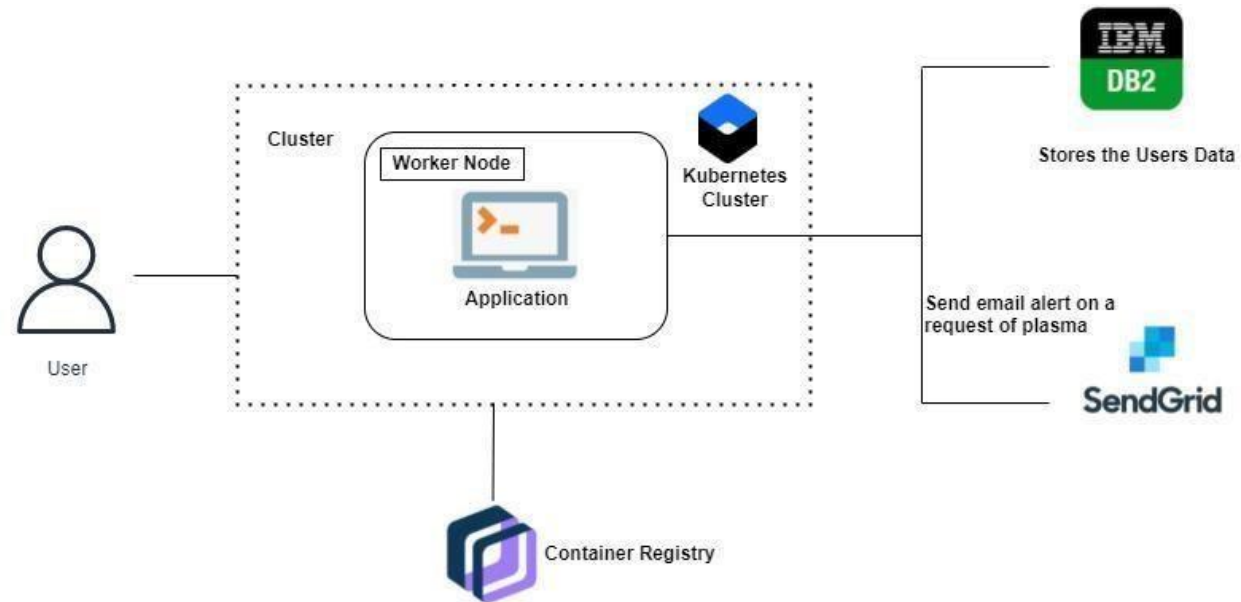 IBM
DB2
Stores the Users Data
Cluster
Worker Node
Kubernetes
Cluster
Application
User
Send email alert on a
request of plasma
SendGrid
Container Registry